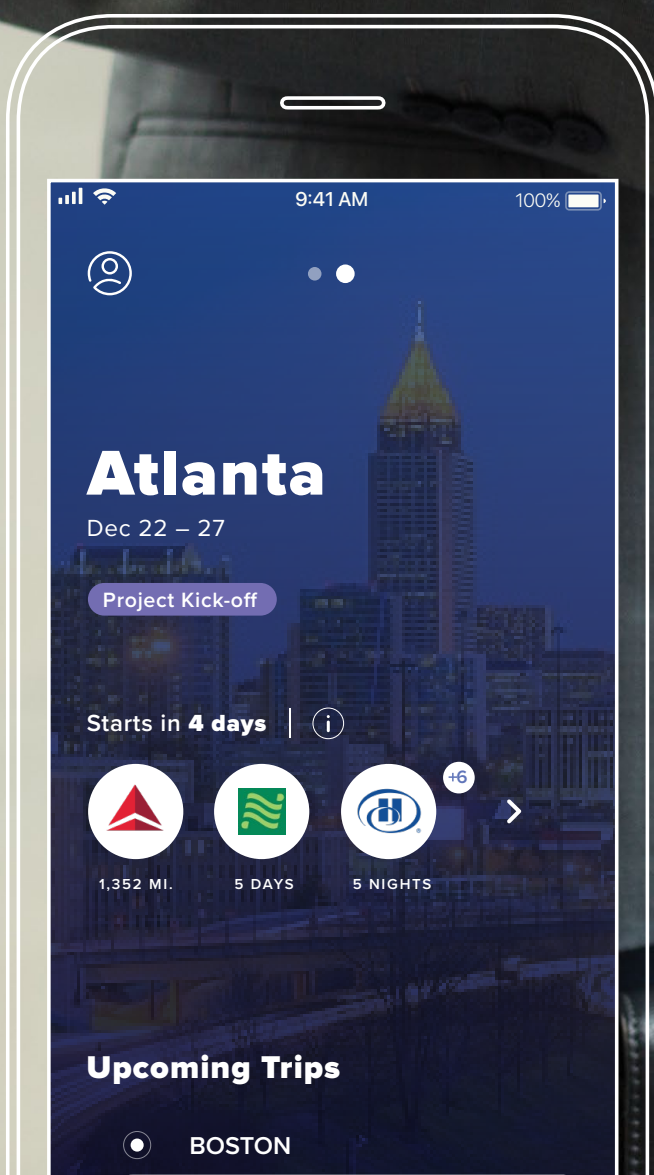 9:41 AM 100%
Atlanta
Dec 22 – 27
Project Kick-off
Starts in 4 days i
+6
1,352 MI. 5 DAYS 5 NIGHTS
Upcoming Trips
BOSTON